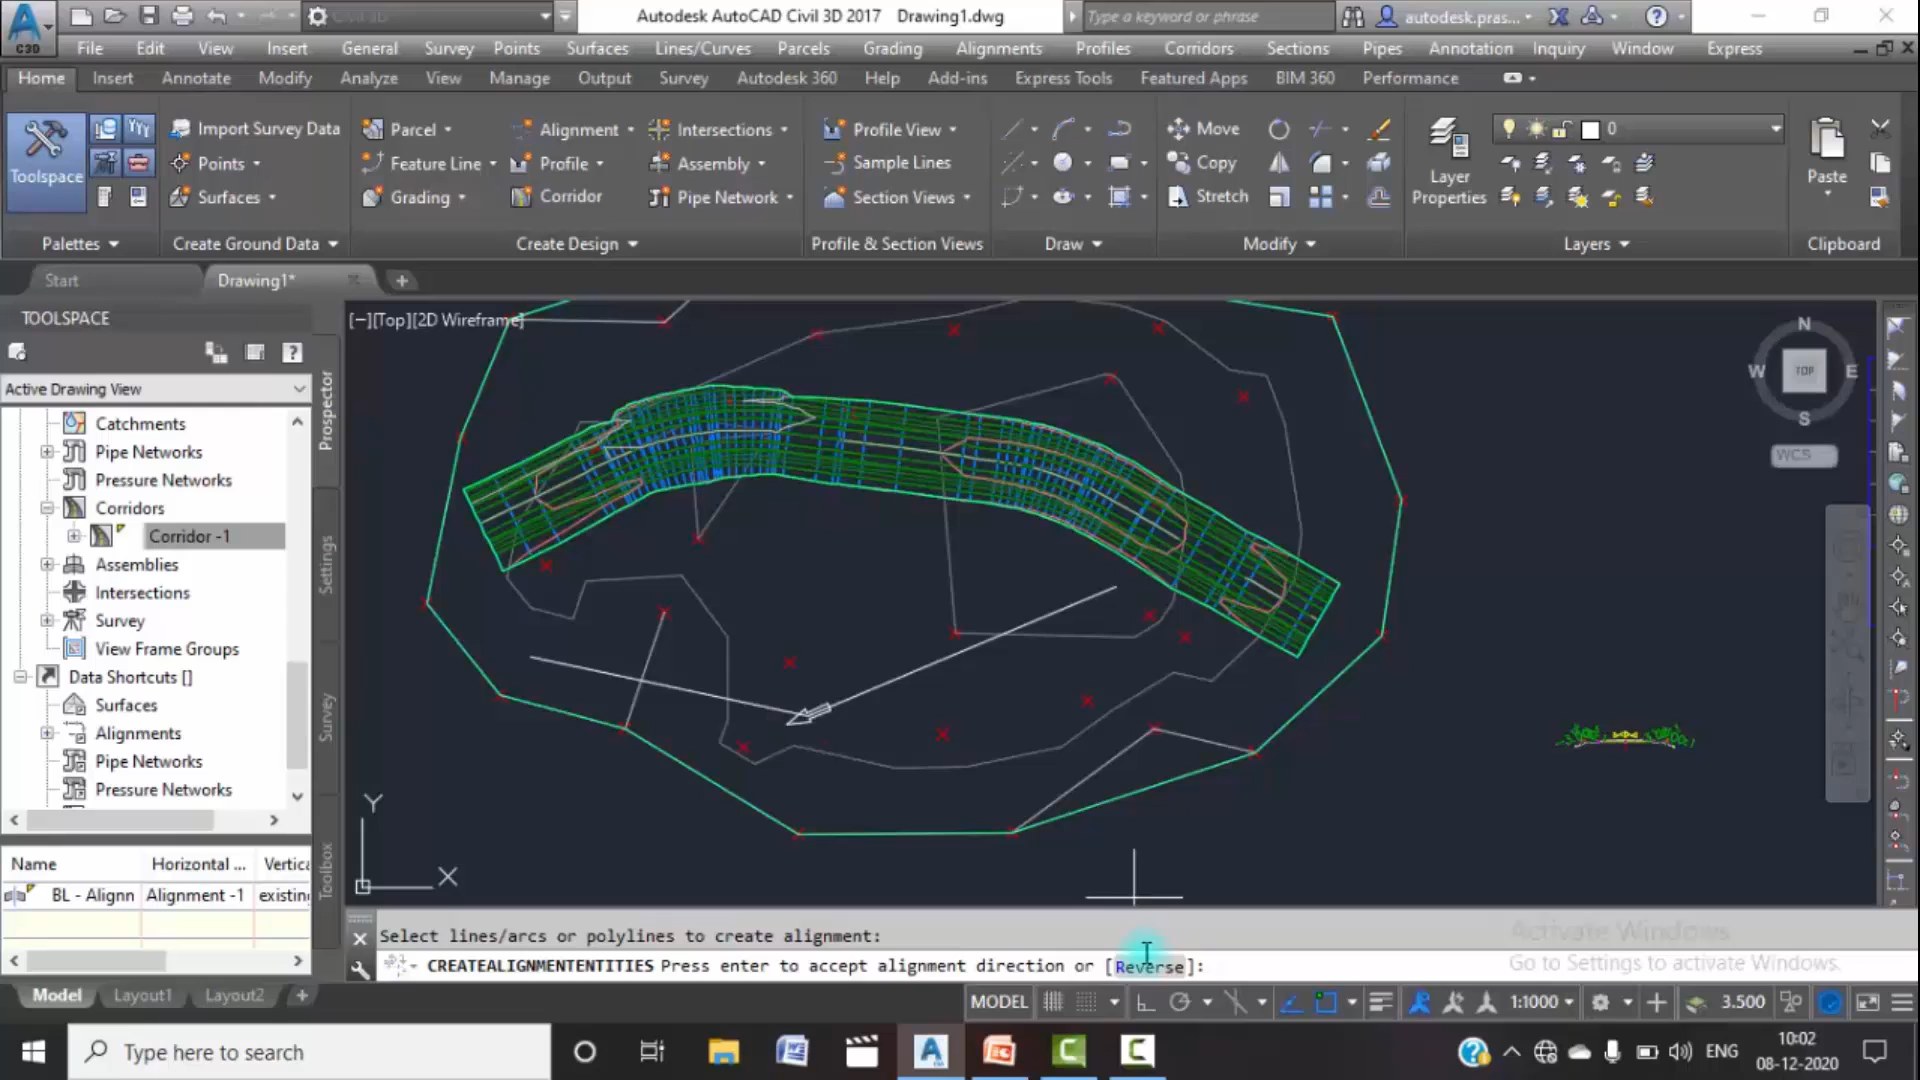 Autodesk AutoCAD Civil 3D 2017 Drawing1.dwg
Type a keyword or phrase
autodesk.pras...
C3D
File Edit View Insert General Survey Points Surfaces Lines/Curves Parcels Grading Alignments Profiles Corridors Sections Pipes Annotation Inquiry Window Express
Home Insert Annotate Modify Analyze View Manage Output Survey Autodesk 360 Help Add-ins Express Tools Featured Apps BIM 360 Performance
Import Survey Data Parcel Alignment Intersections Profile View Move 0
Points Feature Line Profile Assembly Sample Lines Copy
Toolspace Layer Properties Paste
Surfaces Grading Corridor Pipe Network Section Views Stretch
Palettes Create Ground Data Create Design Profile & Section Views Draw Modify Layers Clipboard
Start Drawing1* +
TOOLSPACE
[−][Top][2D Wireframe]
N
W TOP E
S
WCS
Active Drawing View
Prospector
Settings
Survey
Toolbox
Catchments
Pipe Networks
Pressure Networks
Corridors
Corridor -1
Assemblies
Intersections
Survey
View Frame Groups
Data Shortcuts []
Surfaces
Alignments
Pipe Networks
Pressure Networks
Y
X
Name Horizontal ... Vertica
BL - Alignn Alignment -1 existing
Select lines/arcs or polylines to create alignment:
CREATEALIGNMENTENTITIES Press enter to accept alignment direction or [Reverse]:
Activate Windows
Go to Settings to activate Windows.
Model Layout1 Layout2 +
MODEL 1:1000 3.500
Type here to search
ENG
10:02
08-12-2020